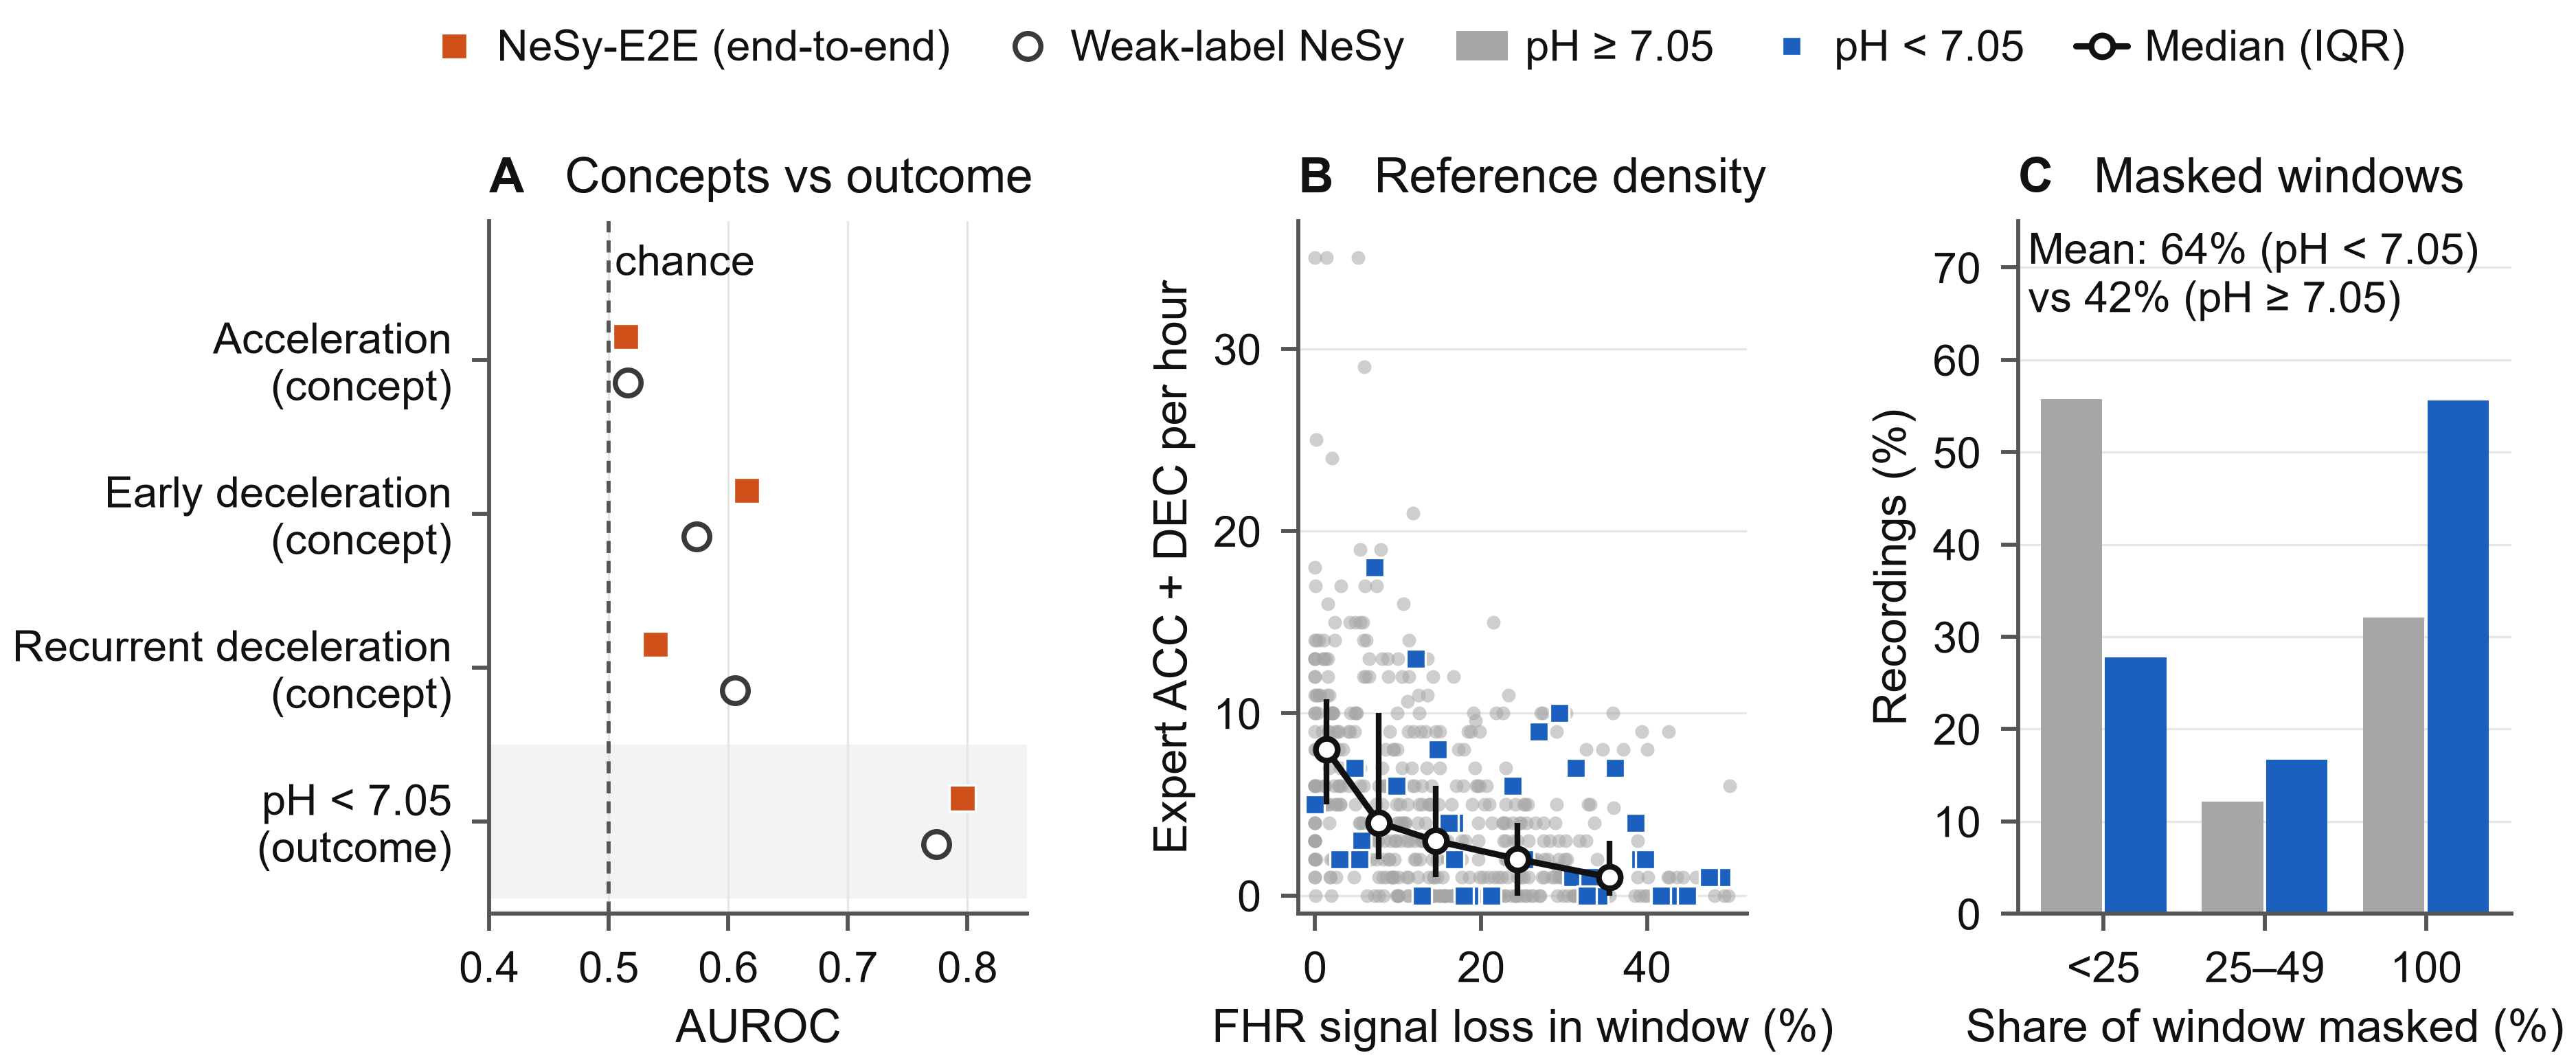 NeSy-E2E (end-to-end)
Weak-label NeSy
pH ≥ 7.05
pH < 7.05
Median (IQR)
A Concepts vs outcome
chance
Acceleration
(concept)
Early deceleration
(concept)
Recurrent deceleration
(concept)
pH < 7.05
(outcome)
0.4 0.5 0.6 0.7 0.8
AUROC
B Reference density
Expert ACC + DEC per hour
30
20
10
0
0 20 40
FHR signal loss in window (%)
C Masked windows
Mean: 64% (pH < 7.05)
vs 42% (pH ≥ 7.05)
Recordings (%)
70
60
50
40
30
20
10
0
<25 25–49 100
Share of window masked (%)